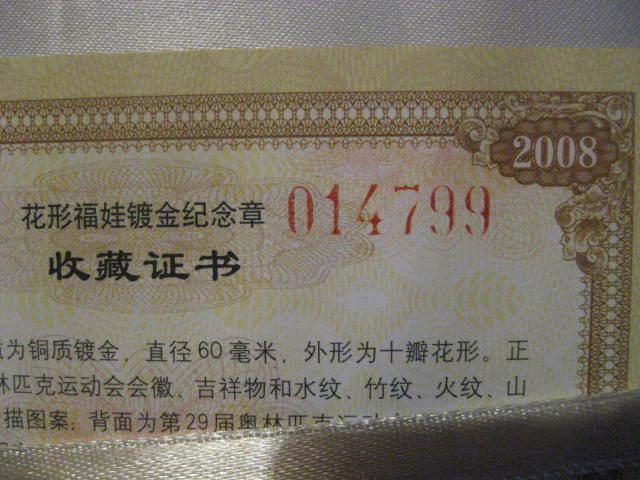 2008
花形福娃镀金纪念章 014799
收藏证书
为铜质镀金，直径60毫米，外形为十瓣花形。正
林匹克运动会会徽、吉祥物和水纹、竹纹、火纹、山
描图案；背面为第29届奥林匹克运动